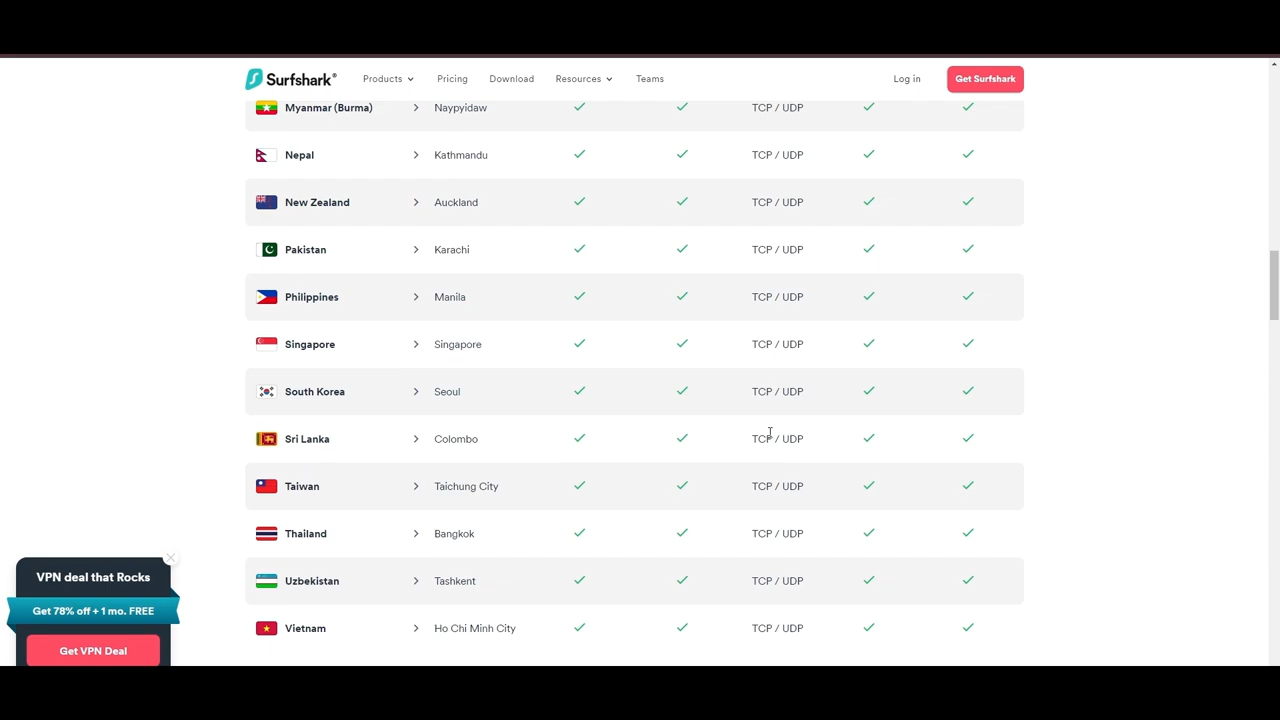 Surfshark®
Products Pricing Download Resources Teams Log in Get Surfshark
Myanmar (Burma) Naypyidaw TCP / UDP
Nepal Kathmandu TCP / UDP
New Zealand Auckland TCP / UDP
Pakistan Karachi TCP / UDP
Philippines Manila TCP / UDP
Singapore Singapore TCP / UDP
South Korea Seoul TCP / UDP
Sri Lanka Colombo TCP / UDP
Taiwan Taichung City TCP / UDP
Thailand Bangkok TCP / UDP
Uzbekistan Tashkent TCP / UDP
Vietnam Ho Chi Minh City TCP / UDP
VPN deal that Rocks
Get 78% off + 1 mo. FREE
Get VPN Deal